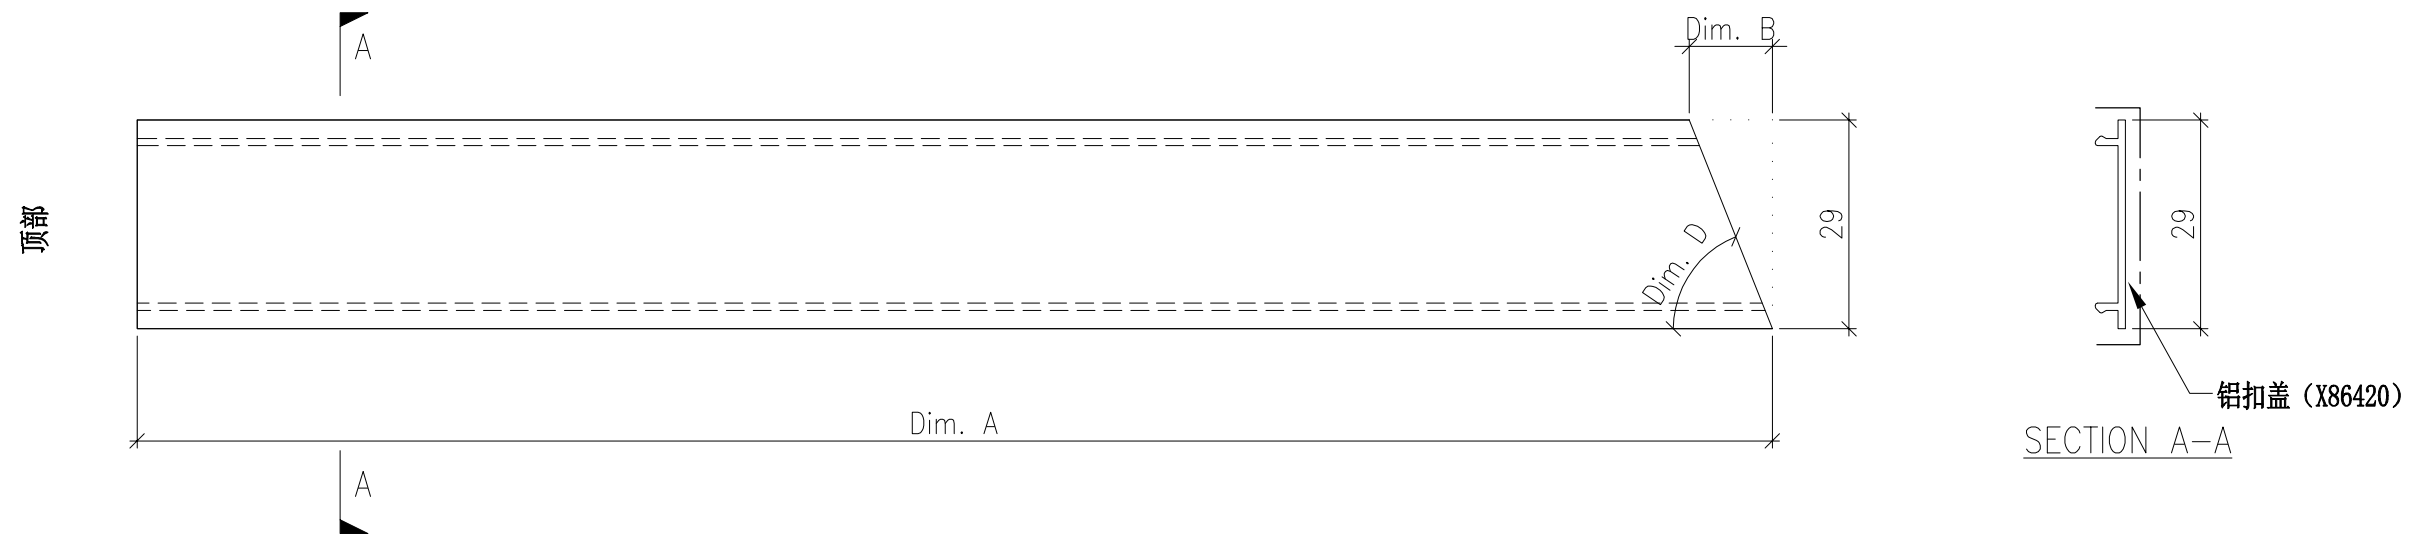 A
Dim. B
顶部
29
29
Dim. D
Dim. A
铝扣盖（X86420）
SECTION A-A
A